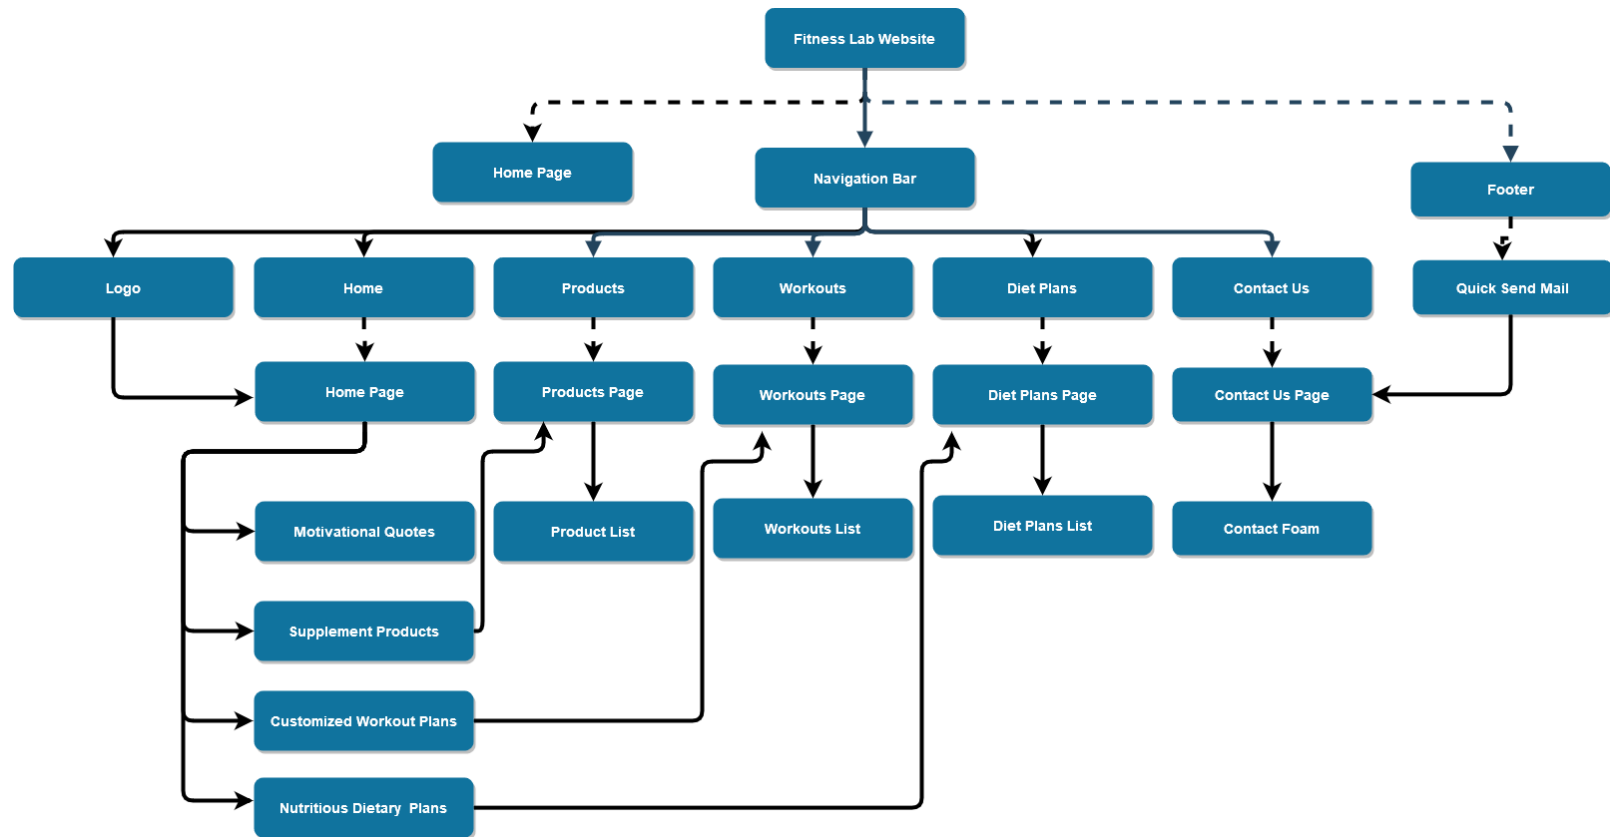 Fitness Lab Website
Home Page
Navigation Bar
Footer
Logo
Home
Products
Workouts
Diet Plans
Contact Us
Quick Send Mail
Home Page
Products Page
Workouts Page
Diet Plans Page
Contact Us Page
Motivational Quotes
Product List
Workouts List
Diet Plans List
Contact Foam
Supplement Products
Customized Workout Plans
Nutritious Dietary Plans